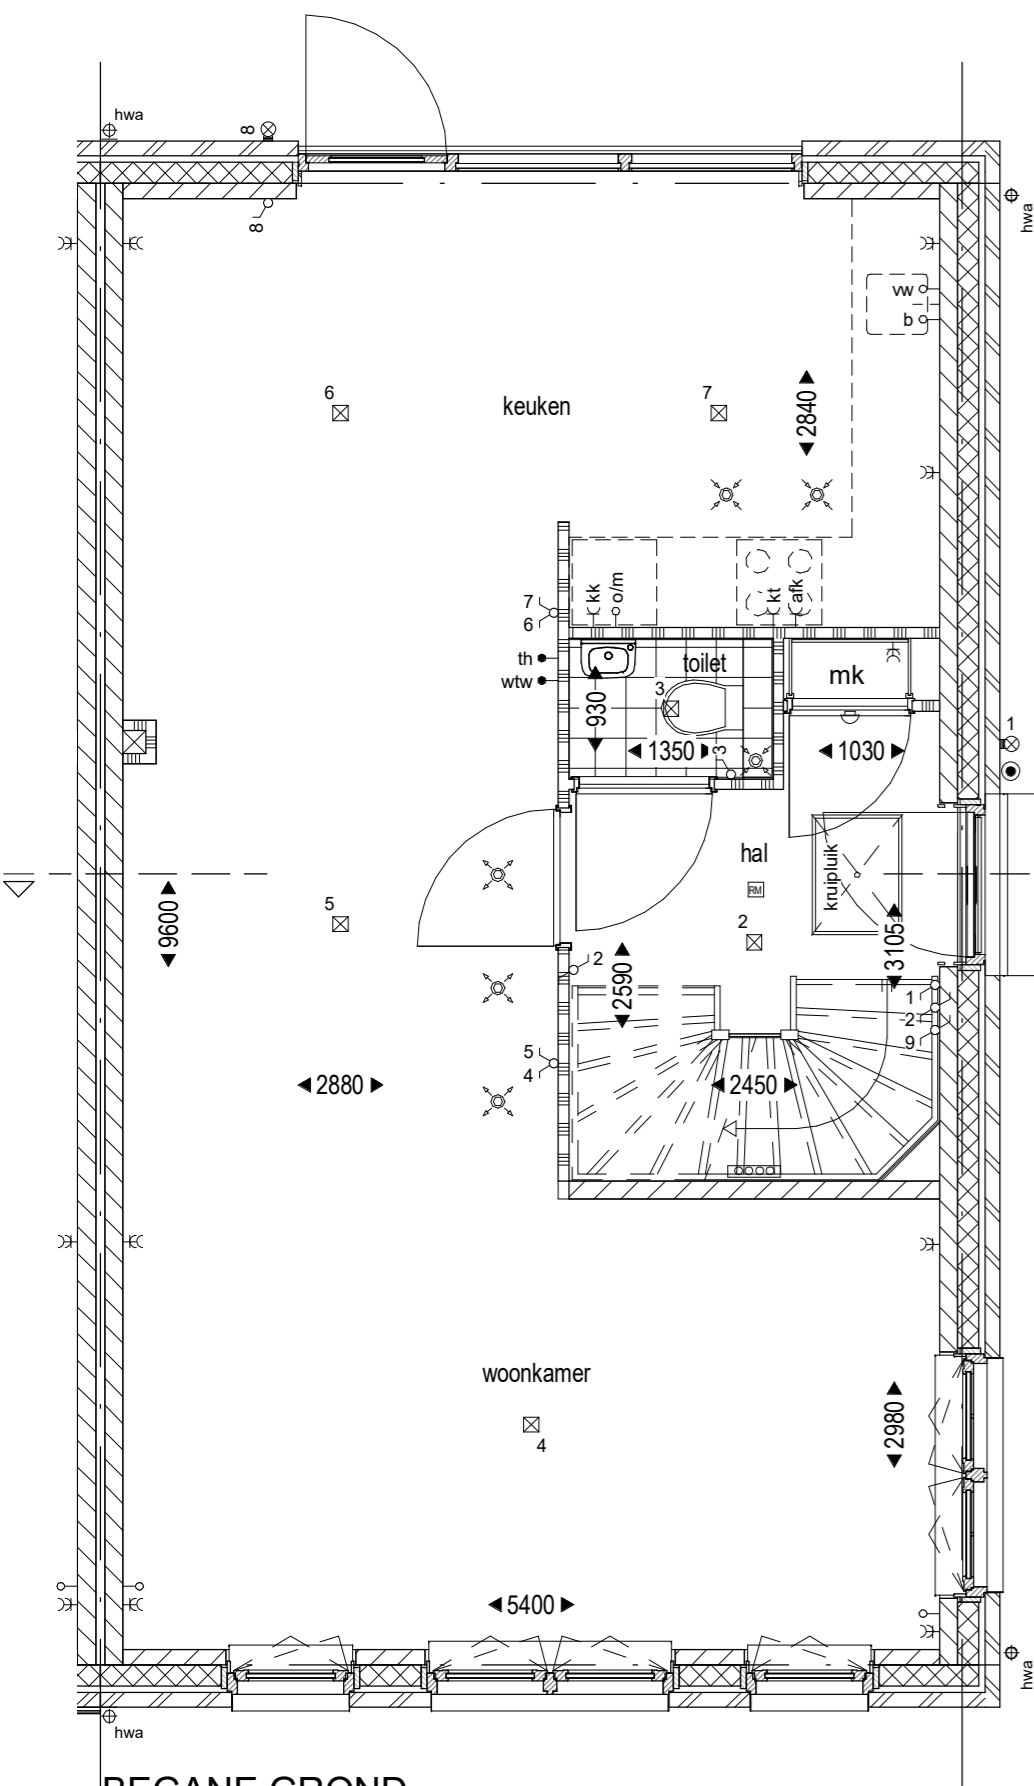 hwa
8
8
hwa
vw
b
6
keuken
7
2840
kk
o/m
kt
afk
7
6
th
wtw
toilet
3
930
1350
3
mk
1030
1
hal
kruipluik
RM
2
9600
5
2
2590
3105
1
2
9
5
4
2880
2450
woonkamer
4
2980
5400
hwa
hwa
BEGANE GROND